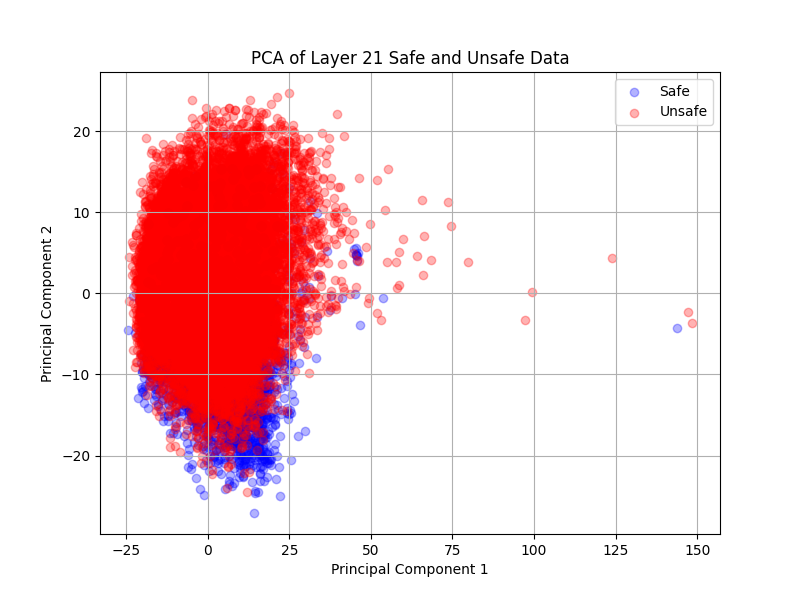 PCA of Layer 21 Safe and Unsafe Data
Safe
Unsafe
20
10
0
−10
−20
Principal Component 2
−25
0
25
50
75
100
125
150
Principal Component 1